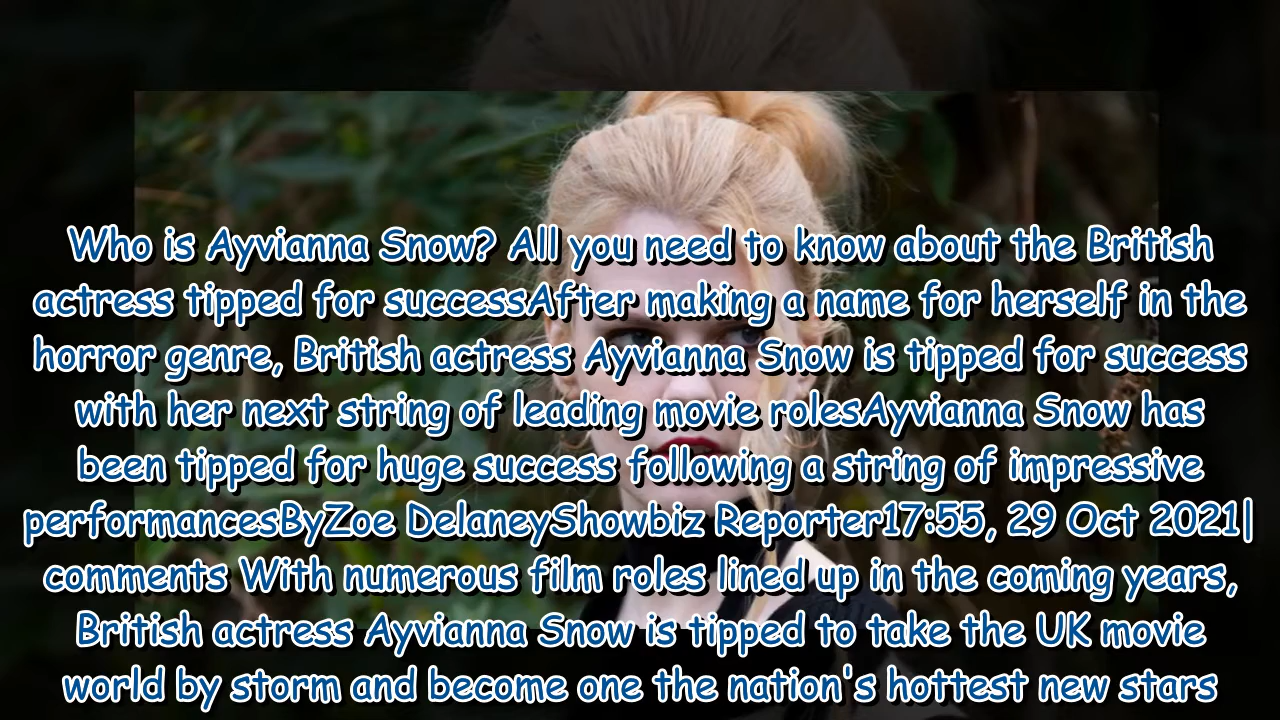 Who is Ayvianna Snow? All you need to know about the British
actress tipped for successAfter making a name for herself in the
horror genre, British actress Ayvianna Snow is tipped for success
with her next string of leading movie rolesAyvianna Snow has
been tipped for huge success following a string of impressive
performancesByZoe DelaneyShowbiz Reporter17:55, 29 Oct 2021|
comments With numerous film roles lined up in the coming years,
British actress Ayvianna Snow is tipped to take the UK movie
world by storm and become one the nation's hottest new stars